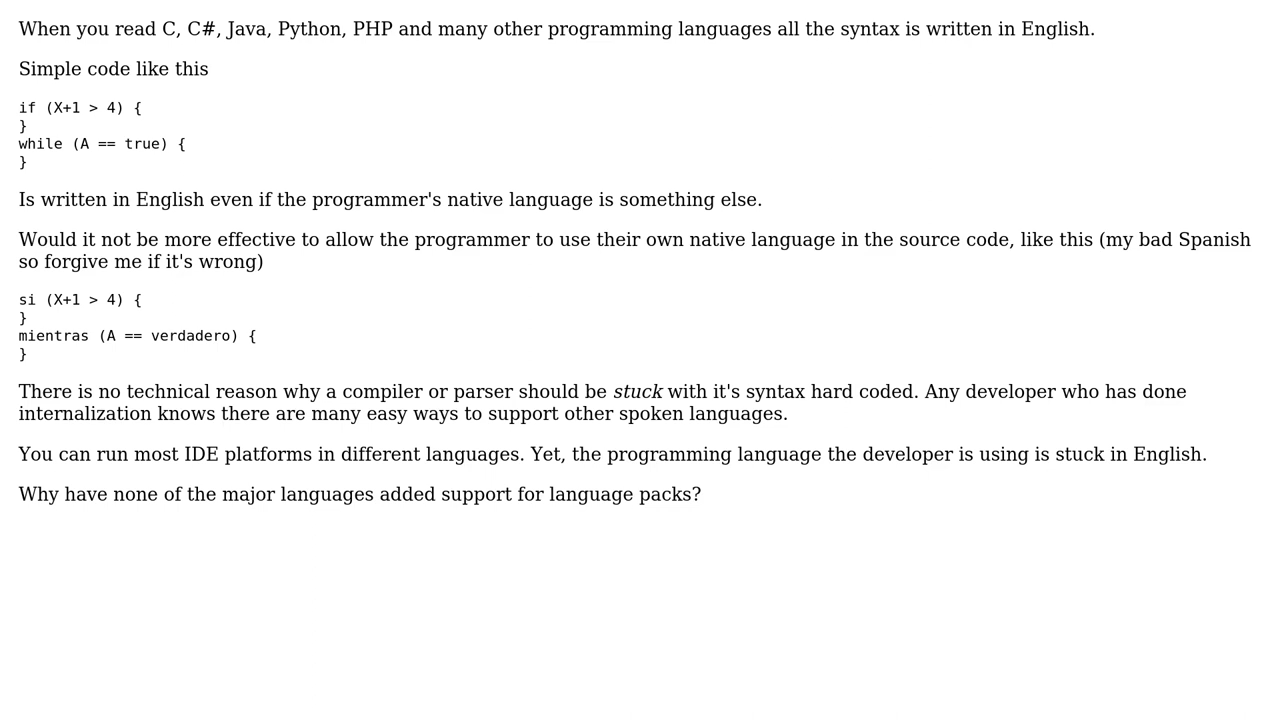 When you read C, C#, Java, Python, PHP and many other programming languages all the syntax is written in English.
Simple code like this
if (X+1 > 4) {
}
while (A == true) {
}
Is written in English even if the programmer's native language is something else.
Would it not be more effective to allow the programmer to use their own native language in the source code, like this (my bad Spanish
so forgive me if it's wrong)
si (X+1 > 4) {
}
mientras (A == verdadero) {
}
There is no technical reason why a compiler or parser should be stuck with it's syntax hard coded. Any developer who has done
internalization knows there are many easy ways to support other spoken languages.
You can run most IDE platforms in different languages. Yet, the programming language the developer is using is stuck in English.
Why have none of the major languages added support for language packs?